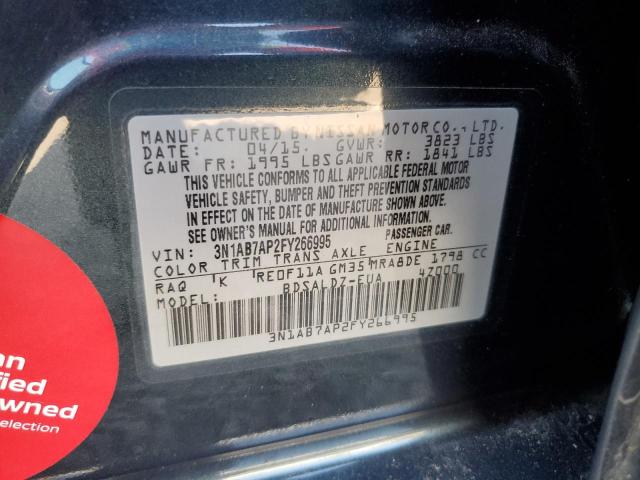 MANUFACTURED BY NISSAN MOTOR CO., LTD.
DATE: 04/15 GVWR: 3823 LBS
GAWR FR: 1995 LBS GAWR RR: 1841 LBS
THIS VEHICLE CONFORMS TO ALL APPLICABLE FEDERAL MOTOR
VEHICLE SAFETY, BUMPER AND THEFT PREVENTION STANDARDS
IN EFFECT ON THE DATE OF MANUFACTURE SHOWN ABOVE.
SEE OWNER'S MANUAL FOR ADDITIONAL INFORMATION.
VIN: 3N1AB7AP2FY266995 PASSENGER CAR.
COLOR TRIM TRANS AXLE ENGINE
RAQ K RE0F11A GM35 MRA8DE 1798 CC
BDSALDZ-EUA 47000
3N1AB7AP2FY266995
an
fied
owned
election